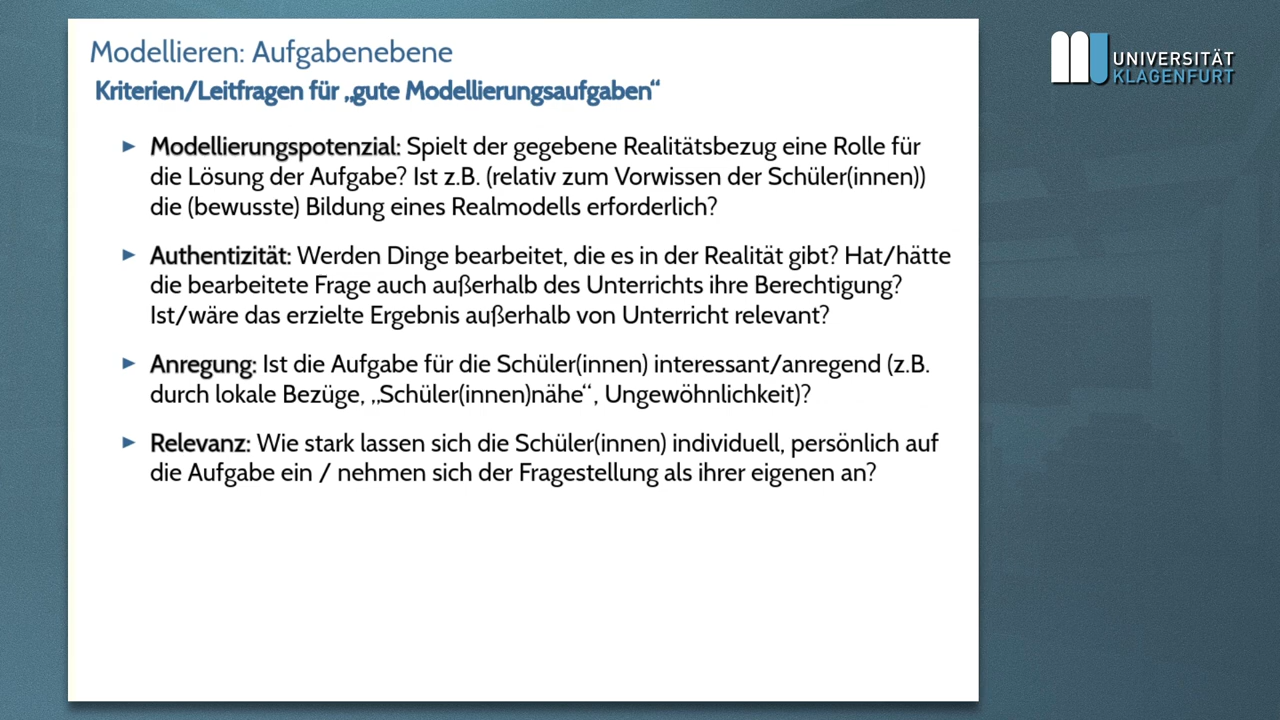 Modellieren: Aufgabenebene
Kriterien/Leitfragen für „gute Modellierungsaufgaben“
► Modellierungspotenzial: Spielt der gegebene Realitätsbezug eine Rolle für
die Lösung der Aufgabe? Ist z.B. (relativ zum Vorwissen der Schüler(innen))
die (bewusste) Bildung eines Realmodells erforderlich?
► Authentizität: Werden Dinge bearbeitet, die es in der Realität gibt? Hat/hätte
die bearbeitete Frage auch außerhalb des Unterrichts ihre Berechtigung?
Ist/wäre das erzielte Ergebnis außerhalb von Unterricht relevant?
► Anregung: Ist die Aufgabe für die Schüler(innen) interessant/anregend (z.B.
durch lokale Bezüge, „Schüler(innen)nähe“, Ungewöhnlichkeit)?
► Relevanz: Wie stark lassen sich die Schüler(innen) individuell, persönlich auf
die Aufgabe ein / nehmen sich der Fragestellung als ihrer eigenen an?
UNIVERSITÄT
KLAGENFURT